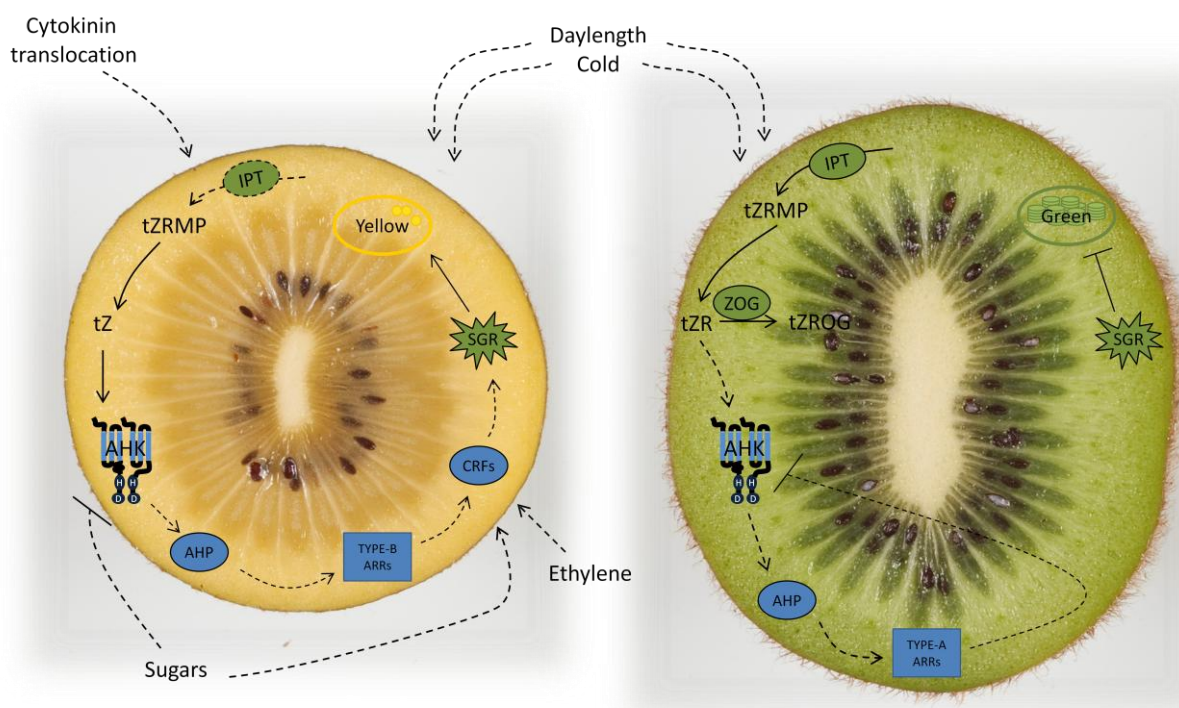 Cytokinin
translocation
Daylength
Cold
IPT
tZRMP
Yellow
tZ
SGR
AHK
H H
D D
CRFs
AHP
TYPE-B
ARRs
Ethylene
Sugars
IPT
tZRMP
Green
ZOG
tZR
tZROG
SGR
AHK
H H
D D
AHP
TYPE-A
ARRs